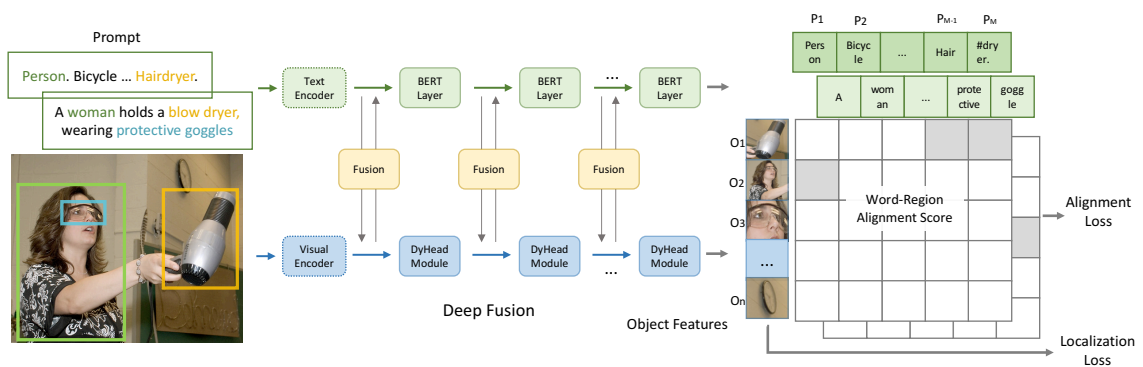 Prompt
Person. Bicycle ... Hairdryer.
A woman holds a blow dryer,
wearing protective goggles
Text
Encoder
BERT
Layer
BERT
Layer
...
BERT
Layer
Fusion
Fusion
Fusion
Visual
Encoder
DyHead
Module
DyHead
Module
...
DyHead
Module
Deep Fusion
Object Features
P1
P2
PM-1
PM
Pers
on
Bicyc
le
...
Hair
#dry
er.
A
wom
an
...
prote
ctive
gogg
le
O1
O2
O3
...
On
Word-Region
Alignment Score
Alignment
Loss
Localization
Loss